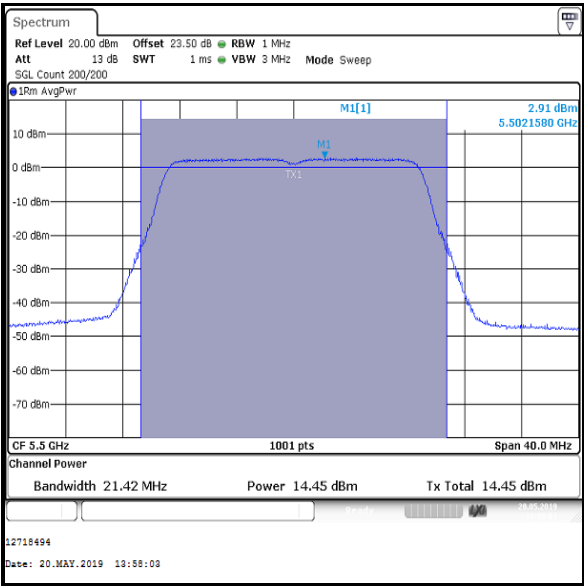 Spectrum
Ref Level 20.00 dBm Offset 23.50 dB RBW 1 MHz
Att 13 dB SWT 1 ms VBW 3 MHz Mode Sweep
SGL Count 200/200
1Rm AvgPwr
M1[1] 2.91 dBm
5.5021580 GHz
10 dBm
M1
0 dBm
TX1
-10 dBm
-20 dBm
-30 dBm
-40 dBm
-50 dBm
-60 dBm
-70 dBm
CF 5.5 GHz 1001 pts Span 40.0 MHz
Channel Power
Bandwidth 21.42 MHz Power 14.45 dBm Tx Total 14.45 dBm
Ready
12718494
Date: 20.MAY.2019 13:58:03